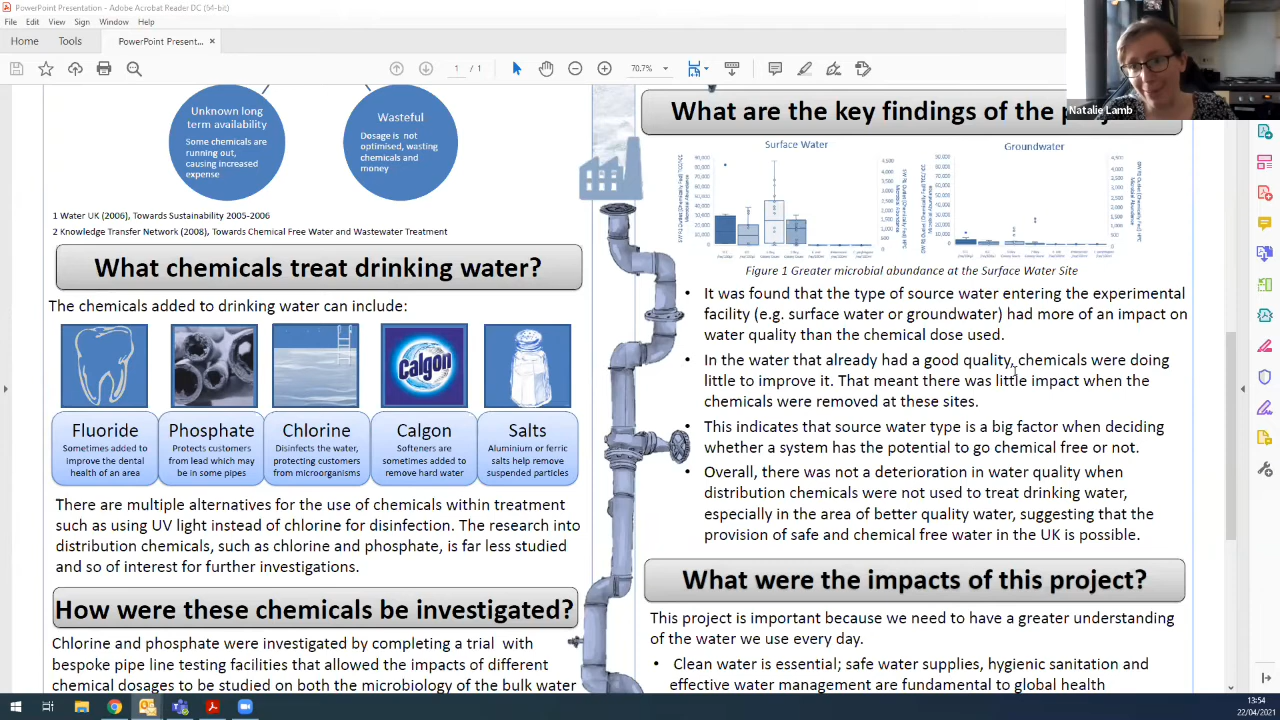 PowerPoint Presentation - Adobe Acrobat Reader DC (64-bit)
File Edit View Sign Window Help
Home Tools PowerPoint Present... ×
1 / 1 70.7%
Natalie Lamb
Unknown long
term availability
Some chemicals are
running out,
causing increased
expense
Wasteful
Dosage is not
optimised, wasting
chemicals and
money
1 Water UK (2006), Towards Sustainability 2005-2006
2 Knowledge Transfer Network (2008), Towards Chemical Free Water and Wastewater Treatment
What chemicals treat drinking water?
The chemicals added to drinking water can include:
Calgon
Fluoride
Sometimes added to
improve the dental
health of an area
Phosphate
Protects customers
from lead which may
be in some pipes
Chlorine
Disinfects the water,
protecting customers
from microorganisms
Calgon
Softeners are
sometimes added to
remove hard water
Salts
Aluminium or ferric
salts help remove
suspended particles
There are multiple alternatives for the use of chemicals within treatment
such as using UV light instead of chlorine for disinfection. The research into
distribution chemicals, such as chlorine and phosphate, is far less studied
and so of interest for further investigations.
How were these chemicals be investigated?
Chlorine and phosphate were investigated by completing a trial with
bespoke pipe line testing facilities that allowed the impacts of different
chemical dosages to be studied on both the microbiology of the bulk water
What are the key findings of the
Surface Water
Groundwater
Figure 1 Greater microbial abundance at the Surface Water Site
• It was found that the type of source water entering the experimental
facility (e.g. surface water or groundwater) had more of an impact on
water quality than the chemical dose used.
• In the water that already had a good quality, chemicals were doing
little to improve it. That meant there was little impact when the
chemicals were removed at these sites.
• This indicates that source water type is a big factor when deciding
whether a system has the potential to go chemical free or not.
• Overall, there was not a deterioration in water quality when
distribution chemicals were not used to treat drinking water,
especially in the area of better quality water, suggesting that the
provision of safe and chemical free water in the UK is possible.
What were the impacts of this project?
This project is important because we need to have a greater understanding
of the water we use every day.
• Clean water is essential; safe water supplies, hygienic sanitation and
effective water management are fundamental to global health
13:54
22/04/2021